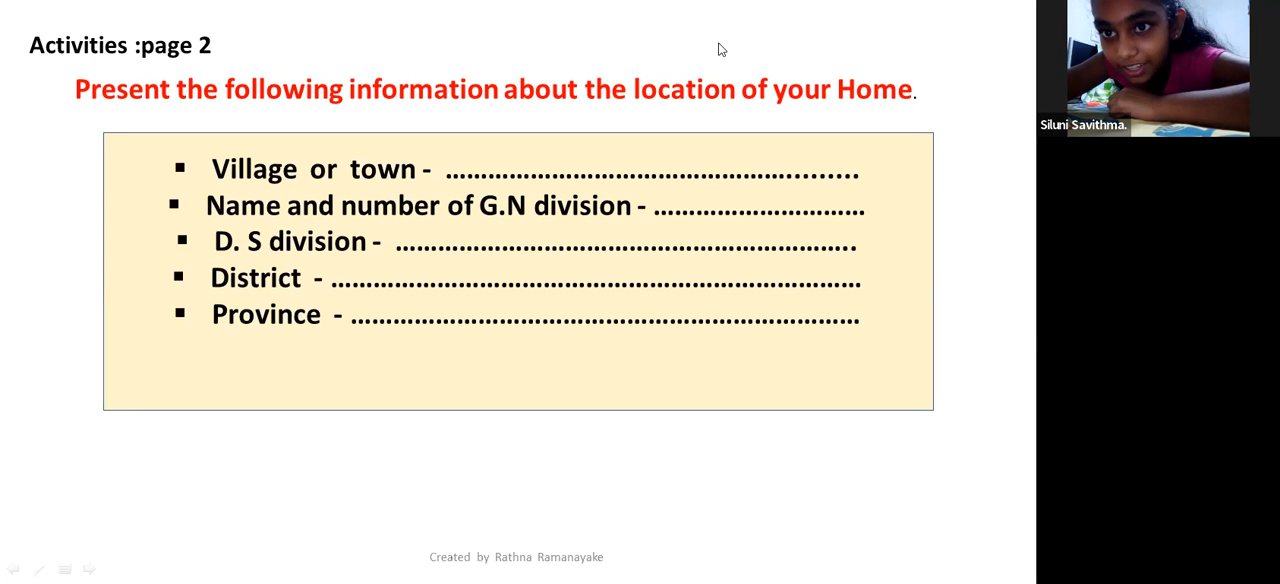 Activities :page 2
Present the following information about the location of your Home.
▪ Village or town - ……………………………………………........
▪ Name and number of G.N division - …………………………
▪ D. S division - ………………………………………………………..
▪ District - …………………………………………………………………
▪ Province - ………………………………………………………………
Created by Rathna Ramanayake
Siluni Savithma.